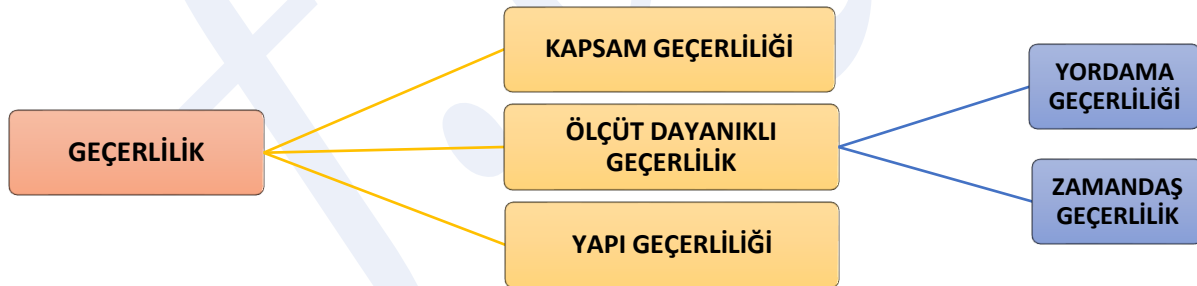 GEÇERLİLİK
KAPSAM GEÇERLİLİĞİ
ÖLÇÜT DAYANIKLI
GEÇERLİLİK
YAPI GEÇERLİLİĞİ
YORDAMA
GEÇERLİLİĞİ
ZAMANDAŞ
GEÇERLİLİK